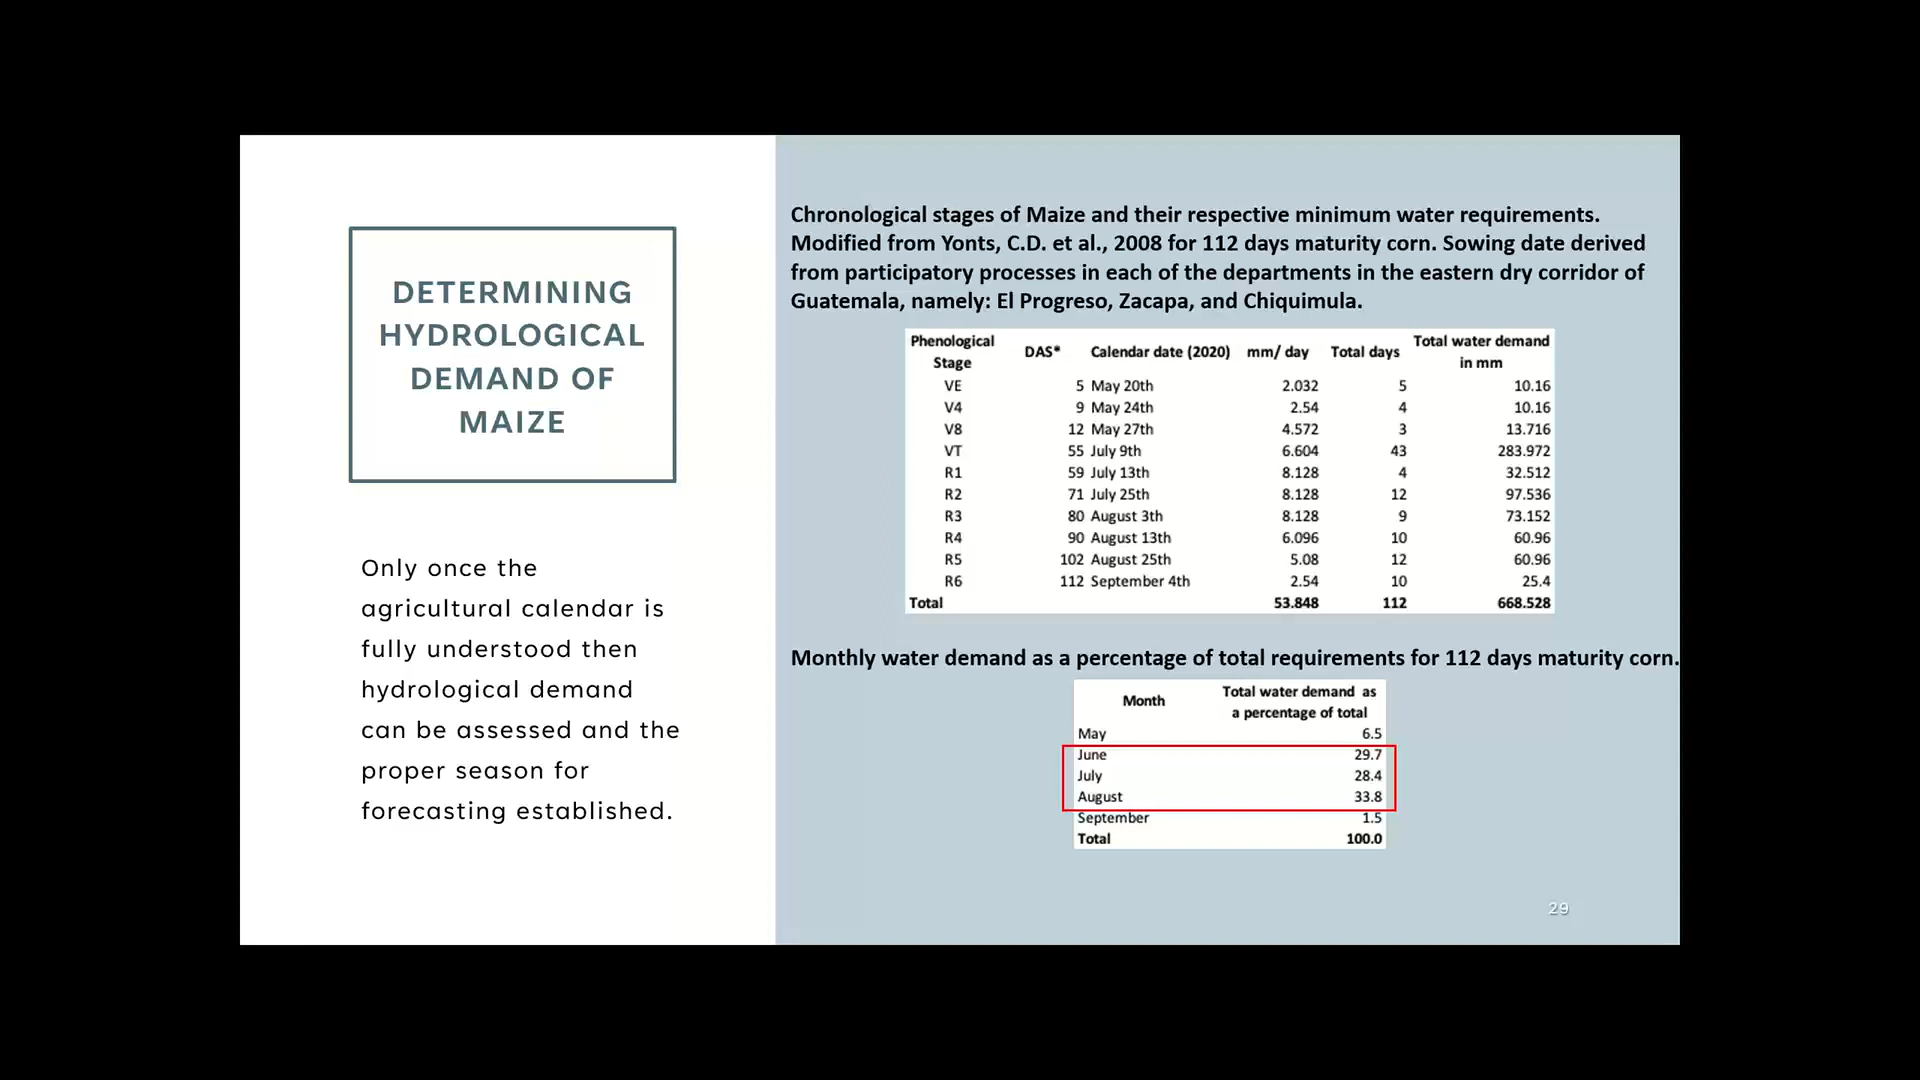 DETERMINING
HYDROLOGICAL
DEMAND OF
MAIZE
Only once the
agricultural calendar is
fully understood then
hydrological demand
can be assessed and the
proper season for
forecasting established.
Chronological stages of Maize and their respective minimum water requirements.
Modified from Yonts, C.D. et al., 2008 for 112 days maturity corn. Sowing date derived
from participatory processes in each of the departments in the eastern dry corridor of
Guatemala, namely: El Progreso, Zacapa, and Chiquimula.
Phenological Stage DAS* Calendar date (2020) mm/ day Total days Total water demand in mm
VE 5 May 20th 2.032 5 10.16
V4 9 May 24th 2.54 4 10.16
V8 12 May 27th 4.572 3 13.716
VT 55 July 9th 6.604 43 283.972
R1 59 July 13th 8.128 4 32.512
R2 71 July 25th 8.128 12 97.536
R3 80 August 3th 8.128 9 73.152
R4 90 August 13th 6.096 10 60.96
R5 102 August 25th 5.08 12 60.96
R6 112 September 4th 2.54 10 25.4
Total 53.848 112 668.528
Monthly water demand as a percentage of total requirements for 112 days maturity corn.
Month Total water demand as a percentage of total
May 6.5
June 29.7
July 28.4
August 33.8
September 1.5
Total 100.0
29